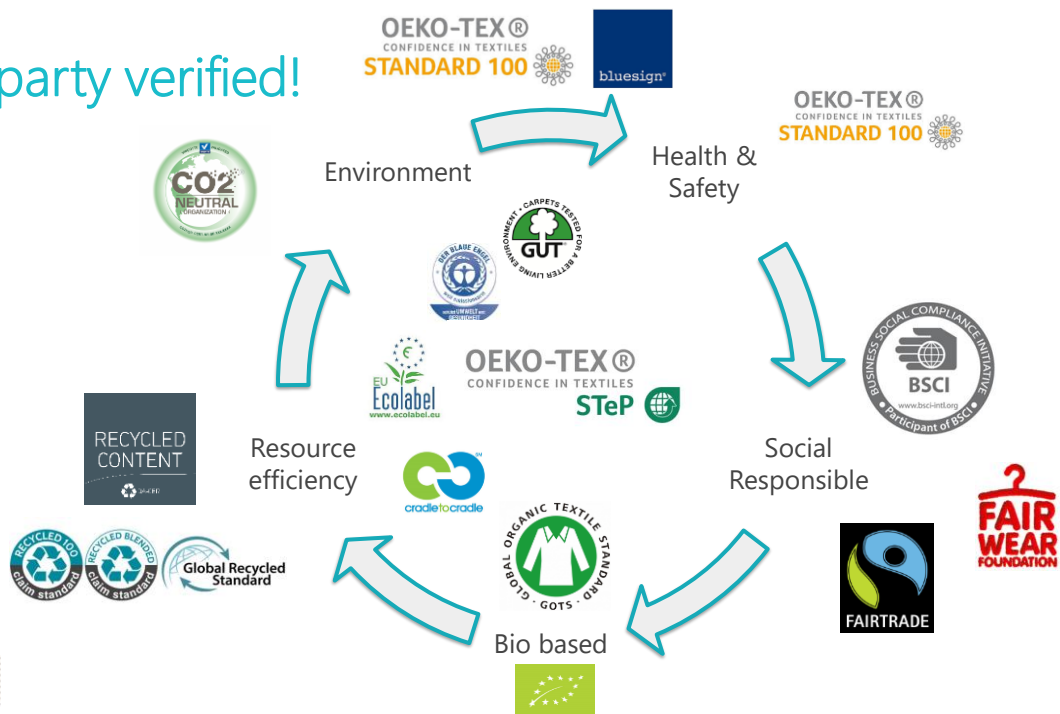 party verified!
OEKO-TEX®
CONFIDENCE IN TEXTILES
STANDARD 100
bluesign®
OEKO-TEX®
CONFIDENCE IN TEXTILES
STANDARD 100
Environment
Health &
Safety
CO2
NEUTRAL
ORGANIZATION
GUT
CARPETS TESTED FOR A BETTER LIVING ENVIRONMENT
DER BLAUE ENGEL
EU
Ecolabel
www.ecolabel.eu
OEKO-TEX®
CONFIDENCE IN TEXTILES
STeP
BUSINESS SOCIAL COMPLIANCE INITIATIVE
BSCI
www.bsci-intl.org
Participant of BSCI
RECYCLED
CONTENT
Resource
efficiency
Social
Responsible
cradletocradle
GLOBAL ORGANIC TEXTILE STANDARD
GOTS
FAIR
WEAR
FOUNDATION
FAIRTRADE
RECYCLED 100
claim standard
RECYCLED BLENDED
claim standard
Global Recycled
Standard
Bio based